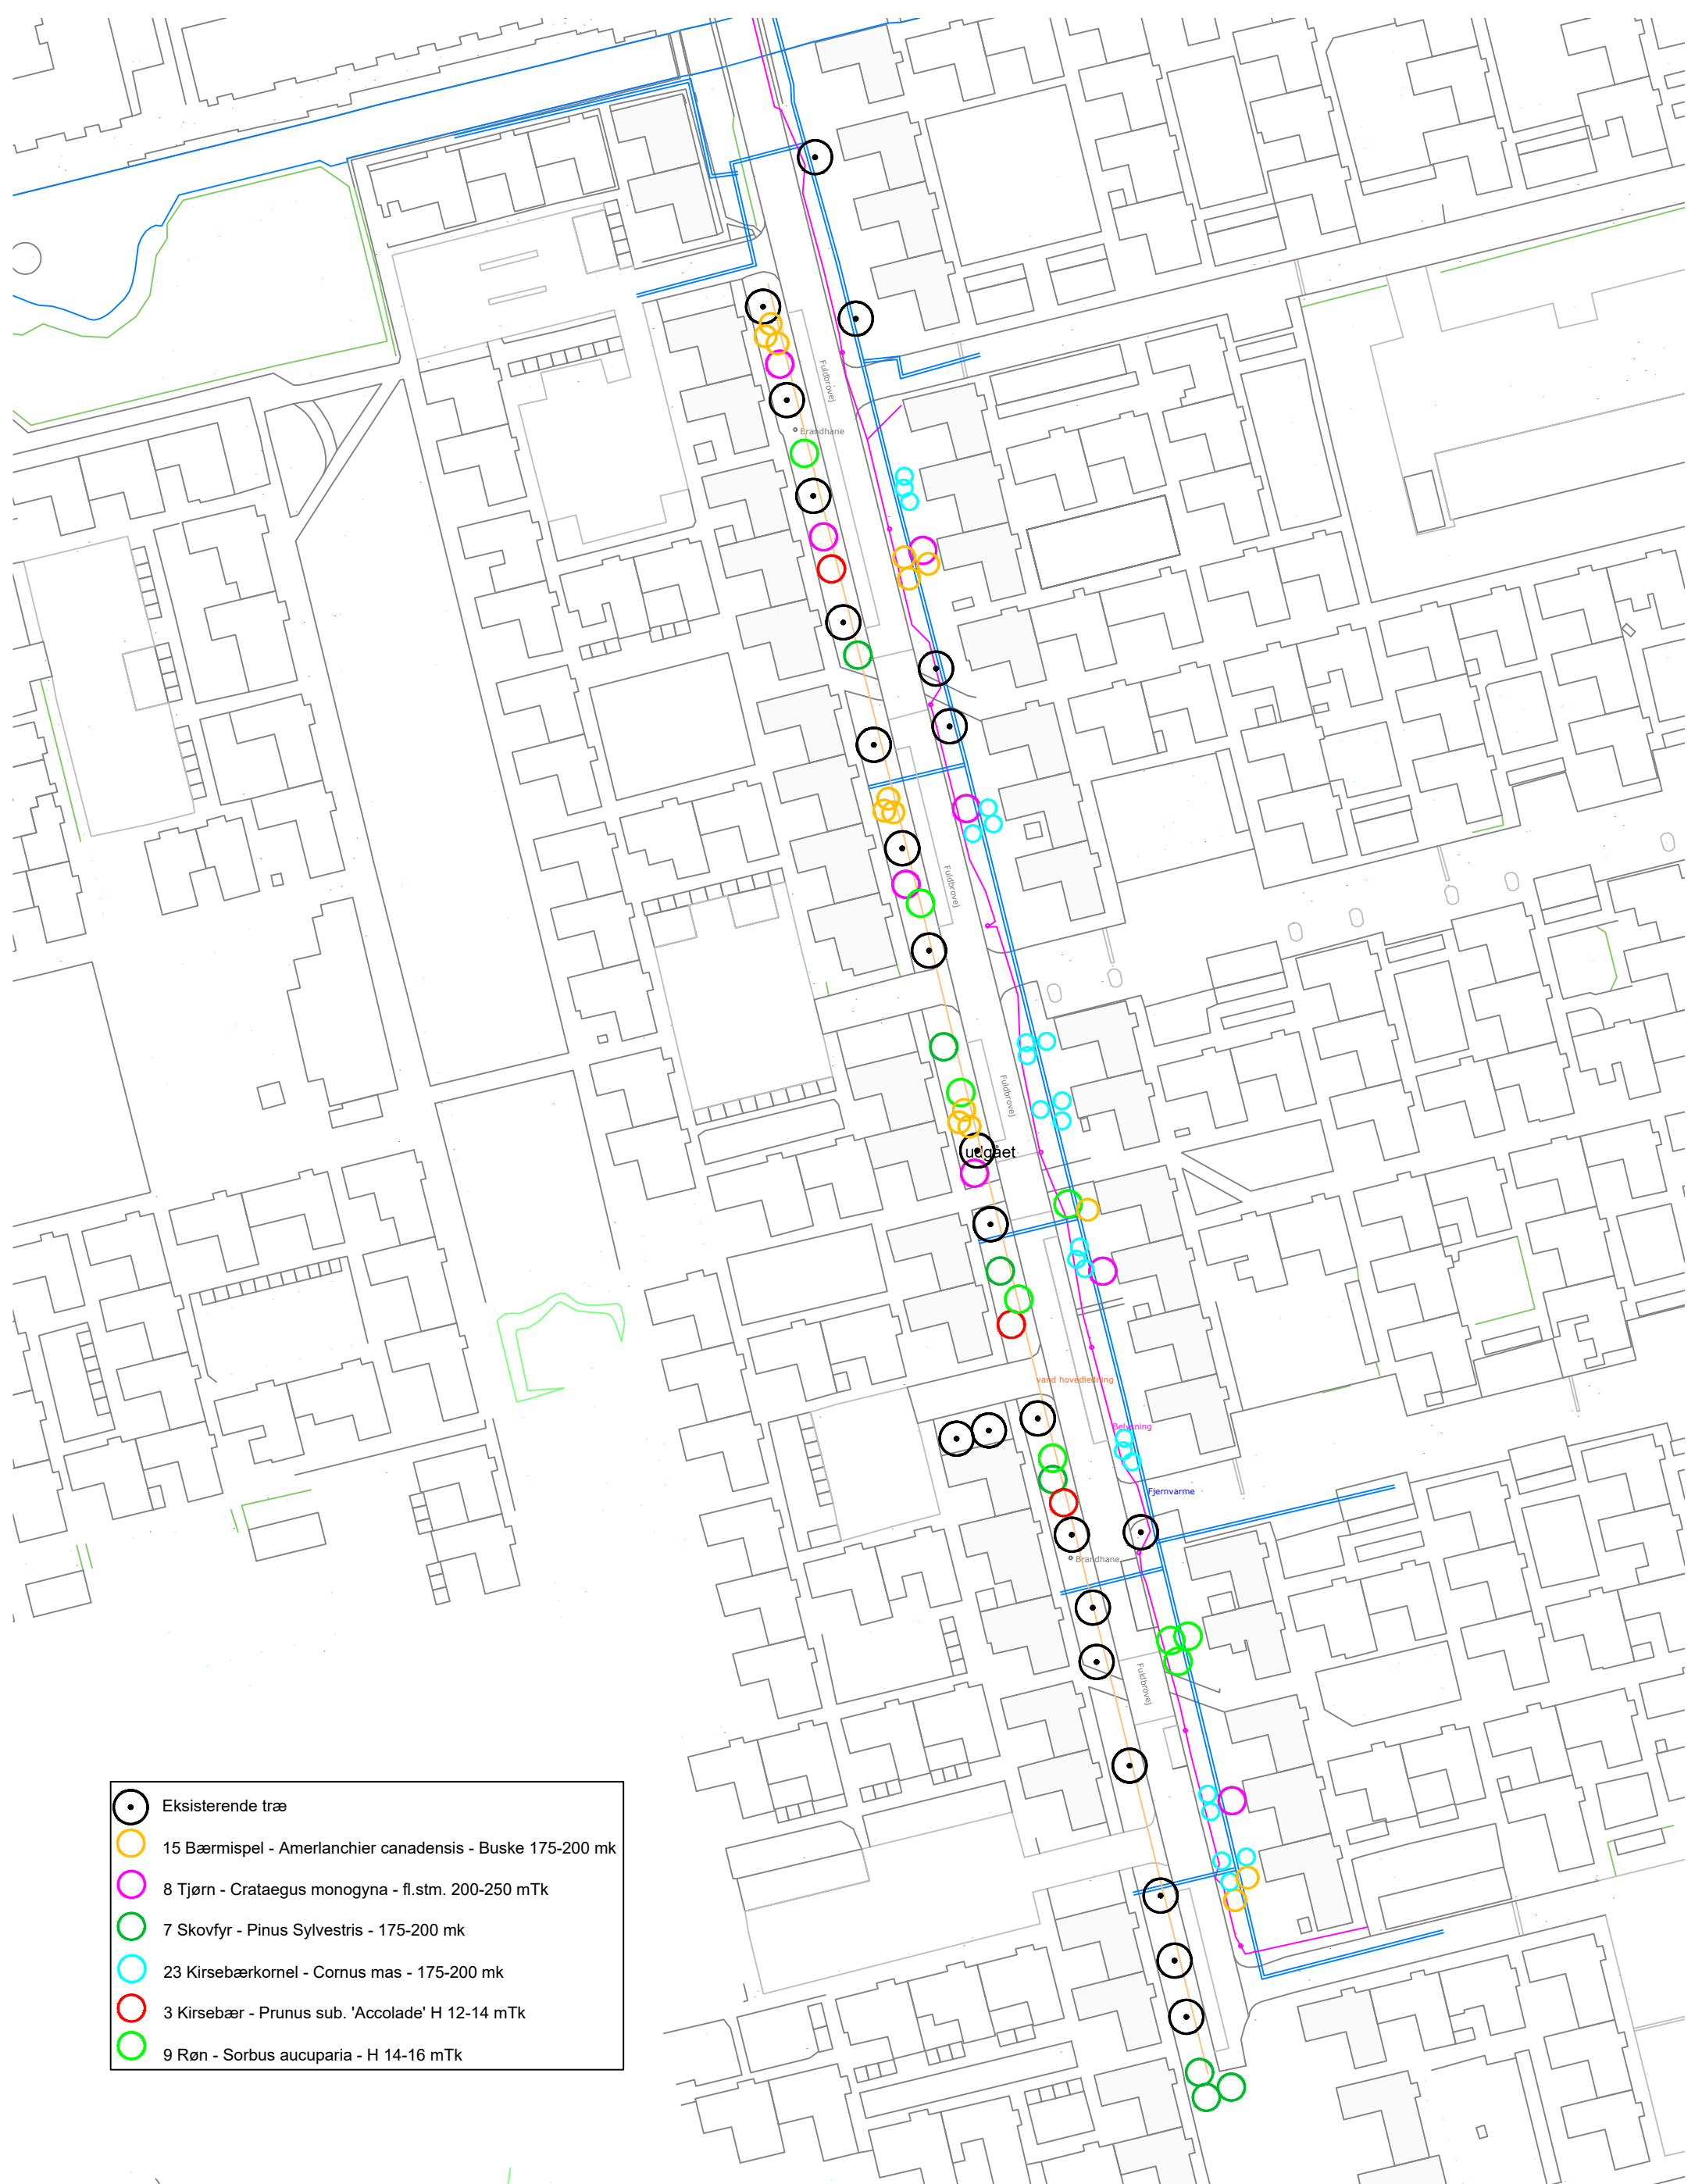 Fuldbrovej
Brandhane
Fuldbrovej
Fuldbrovej
udgået
vand hovedledning
Belysning
Fjernvarme
Brandhane
Fuldbrovej
Eksisterende træ
15 Bærmispel - Amerlanchier canadensis - Buske 175-200 mk
8 Tjørn - Crataegus monogyna - fl.stm. 200-250 mTk
7 Skovfyr - Pinus Sylvestris - 175-200 mk
23 Kirsebærkornel - Cornus mas - 175-200 mk
3 Kirsebær - Prunus sub. 'Accolade' H 12-14 mTk
9 Røn - Sorbus aucuparia - H 14-16 mTk